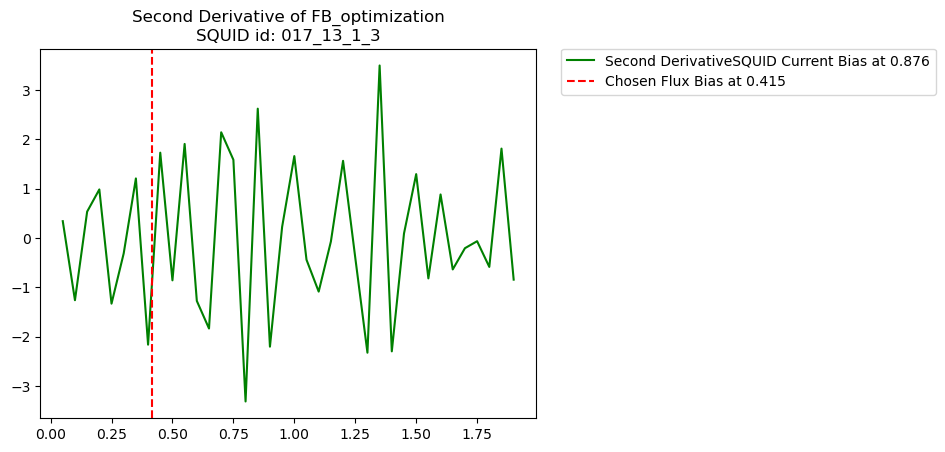 Second Derivative of FB_optimization
SQUID id: 017_13_1_3
Second DerivativeSQUID Current Bias at 0.876
Chosen Flux Bias at 0.415
3
2
1
0
−1
−2
−3
0.00 0.25 0.50 0.75 1.00 1.25 1.50 1.75